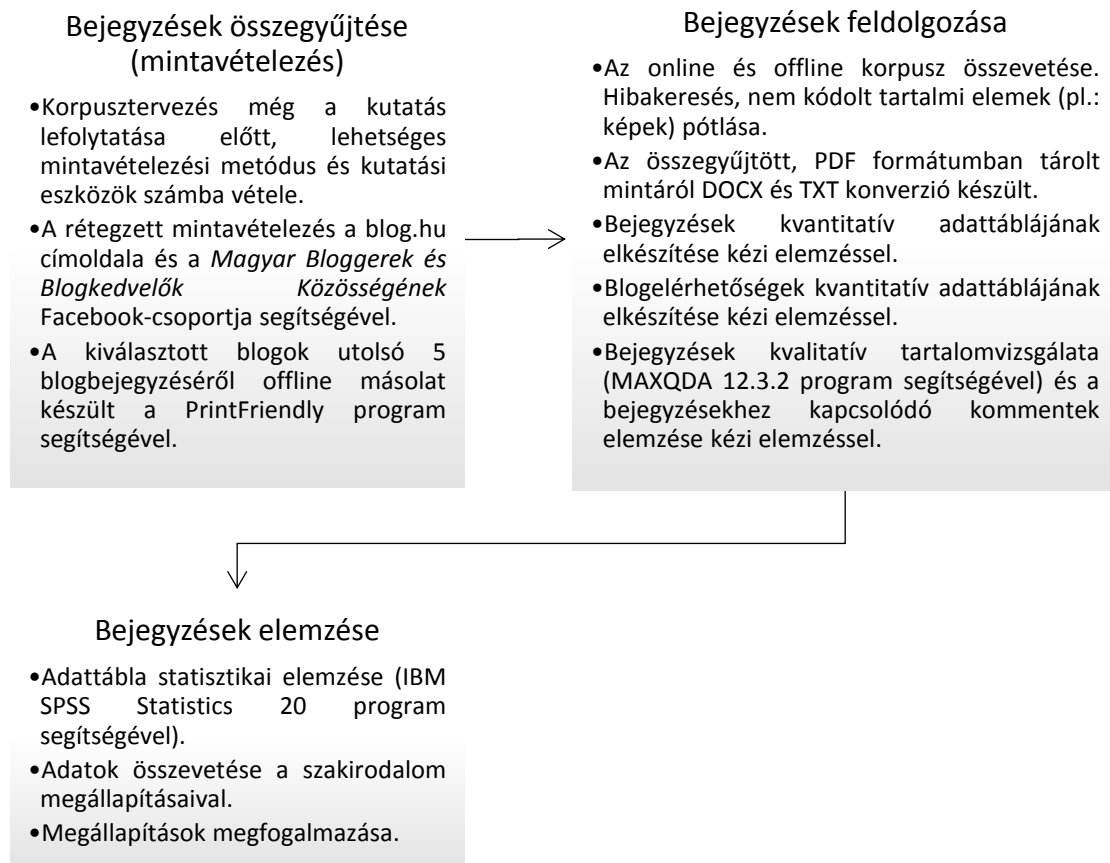 Bejegyzések összegyűjtése
(mintavételezés)
•Korpusztervezés még a kutatás
lefolytatása előtt, lehetséges
mintavételezési metódus és kutatási
eszközök számba vétele.
•A rétegzett mintavételezés a blog.hu
címoldala és a Magyar Bloggerek és
Blogkedvelők Közösségének
Facebook-csoportja segítségével.
•A kiválasztott blogok utolsó 5
blogbejegyzéséről offline másolat
készült a PrintFriendly program
segítségével.
Bejegyzések feldolgozása
•Az online és offline korpusz összevetése.
Hibakeresés, nem kódolt tartalmi elemek (pl.:
képek) pótlása.
•Az összegyűjtött, PDF formátumban tárolt
mintáról DOCX és TXT konverzió készült.
•Bejegyzések kvantitatív adattáblájának
elkészítése kézi elemzéssel.
•Blogelérhetőségek kvantitatív adattáblájának
elkészítése kézi elemzéssel.
•Bejegyzések kvalitatív tartalomvizsgálata
(MAXQDA 12.3.2 program segítségével) és a
bejegyzésekhez kapcsolódó kommentek
elemzése kézi elemzéssel.
Bejegyzések elemzése
•Adattábla statisztikai elemzése (IBM
SPSS Statistics 20 program
segítségével).
•Adatok összevetése a szakirodalom
megállapításaival.
•Megállapítások megfogalmazása.